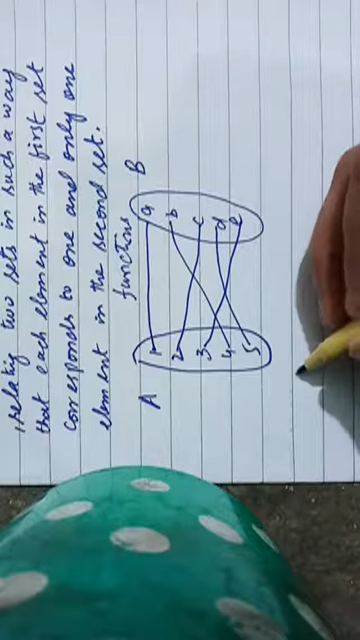 relating two sets in such a way
that each element in the first set
corresponds to one and only one
element in the second set.
function
A B
1 a
2 b
3 c
4 d
5 e